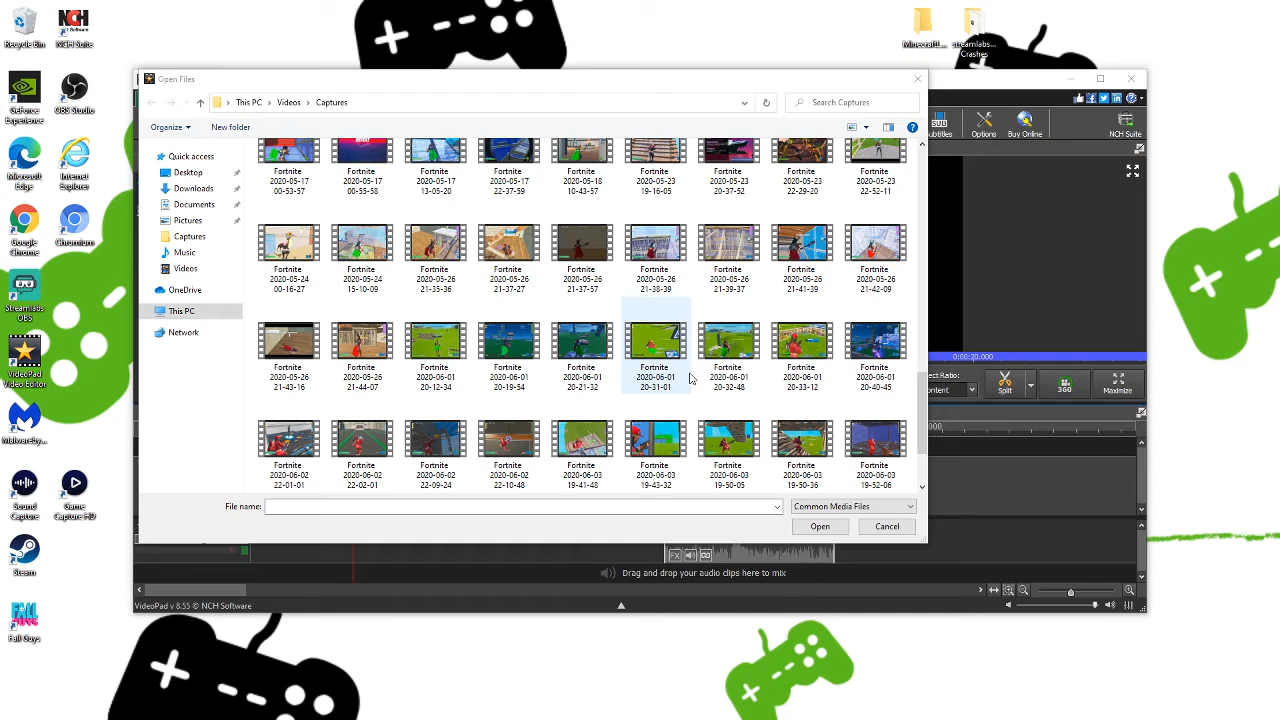 Recycle Bin
NCH Suite
GeForce Experience
OBS Studio
Microsoft Edge
Internet Explorer
Google Chrome
Chromium
Streamlabs OBS
VideoPad Video Editor
Malwareby...
Sound Capture
Game Capture HD
Steam
Fall Guys
MinecraftL...
streamlabs... Crashes
Open Files
This PC > Videos > Captures
Search Captures
Organize
New folder
Quick access
Desktop
Downloads
Documents
Pictures
Captures
Music
Videos
OneDrive
This PC
Network
Fortnite 2020-05-17 00-53-57
Fortnite 2020-05-17 00-55-58
Fortnite 2020-05-17 13-05-20
Fortnite 2020-05-17 22-37-59
Fortnite 2020-05-18 10-43-57
Fortnite 2020-05-23 19-16-05
Fortnite 2020-05-23 20-37-52
Fortnite 2020-05-23 22-29-20
Fortnite 2020-05-23 22-52-11
Fortnite 2020-05-24 00-16-27
Fortnite 2020-05-24 15-10-09
Fortnite 2020-05-26 21-35-36
Fortnite 2020-05-26 21-37-27
Fortnite 2020-05-26 21-37-57
Fortnite 2020-05-26 21-38-39
Fortnite 2020-05-26 21-39-37
Fortnite 2020-05-26 21-41-39
Fortnite 2020-05-26 21-42-09
Fortnite 2020-05-26 21-43-16
Fortnite 2020-05-26 21-44-07
Fortnite 2020-06-01 20-12-34
Fortnite 2020-06-01 20-19-54
Fortnite 2020-06-01 20-21-32
Fortnite 2020-06-01 20-31-01
Fortnite 2020-06-01 20-32-48
Fortnite 2020-06-01 20-33-12
Fortnite 2020-06-01 20-40-45
Fortnite 2020-06-02 22-01-01
Fortnite 2020-06-02 22-02-01
Fortnite 2020-06-02 22-09-24
Fortnite 2020-06-02 22-10-48
Fortnite 2020-06-03 19-41-48
Fortnite 2020-06-03 19-43-32
Fortnite 2020-06-03 19-50-05
Fortnite 2020-06-03 19-50-36
Fortnite 2020-06-03 19-52-06
File name:
Common Media Files
Open
Cancel
SUB
ubtitles
Options
Buy Online
NCH Suite
0:00:20;000
ect Ratio:
ontent
Split
360
Maximize
000
FX
Drag and drop your audio clips here to mix
VideoPad v 8.55 © NCH Software